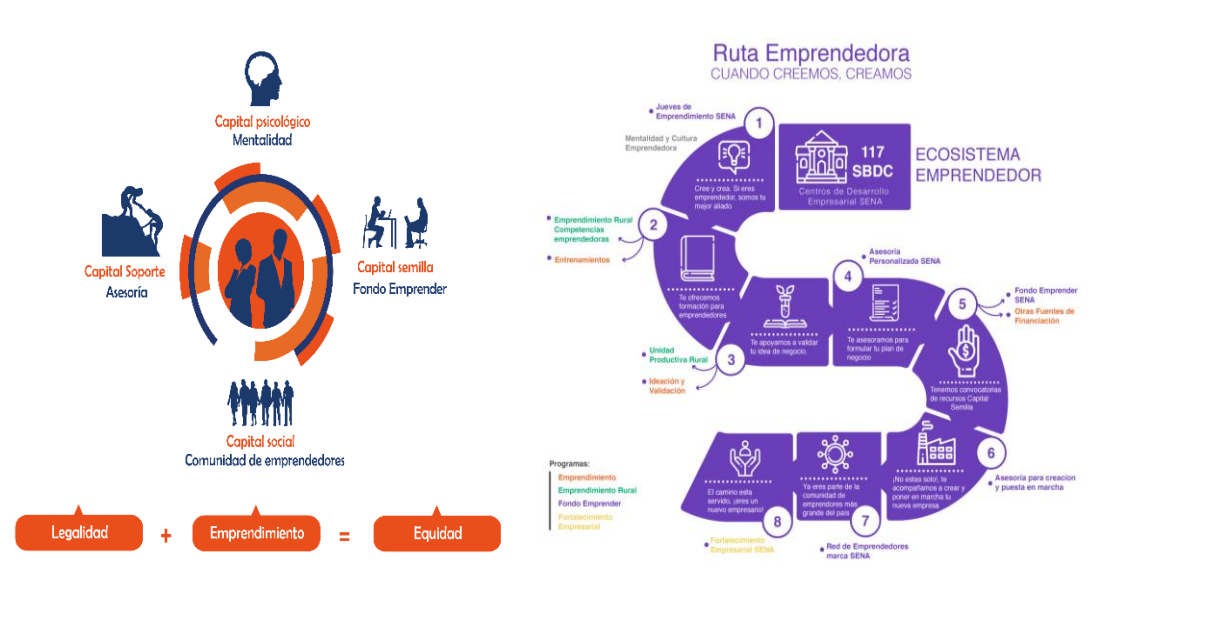 Capital psicológico
Mentalidad
Capital Soporte
Asesoría
Capital semilla
Fondo Emprender
Capital social
Comunidad de emprendedores
Legalidad
+
Emprendimiento
=
Equidad
Ruta Emprendedora
CUANDO CREEMOS, CREAMOS
117
SBDC
Centros de Desarrollo
Empresarial SENA
ECOSISTEMA
EMPRENDEDOR
1
Jueves de
Emprendimiento SENA
Mentalidad y Cultura
Emprendedora
Cree y crea. Si eres
emprendedor, somos tu
mejor aliado
2
Emprendimiento Rural
Competencias
emprendedoras
Entrenamientos
Te ofrecemos
formación para
emprendedores
3
Unidad
Productiva Rural
Ideación y
Validación
Te apoyamos a validar
tu idea de negocio
4
Asesoría
Personalizada SENA
Te asesoramos para
formular tu plan de
negocio
5
Fondo Emprender
SENA
Otras Fuentes de
Financiación
Tenemos convocatorias
de recursos Capital
Semilla
6
Asesoría para creacion
y puesta en marcha
¡No estas solo!, te
acompañamos a crear y
poner en marcha tu
nueva empresa
7
Red de Emprendedores
marca SENA
Ya eres parte de la
comunidad de
emprendores más
grande del país
8
Fortalecimiento
Empresarial SENA
El camino esta
servido, ¡eres un
nuevo empresario!
Programas:
Emprendimiento
Emprendimiento Rural
Fondo Emprender
Fortalecimiento
Empresarial